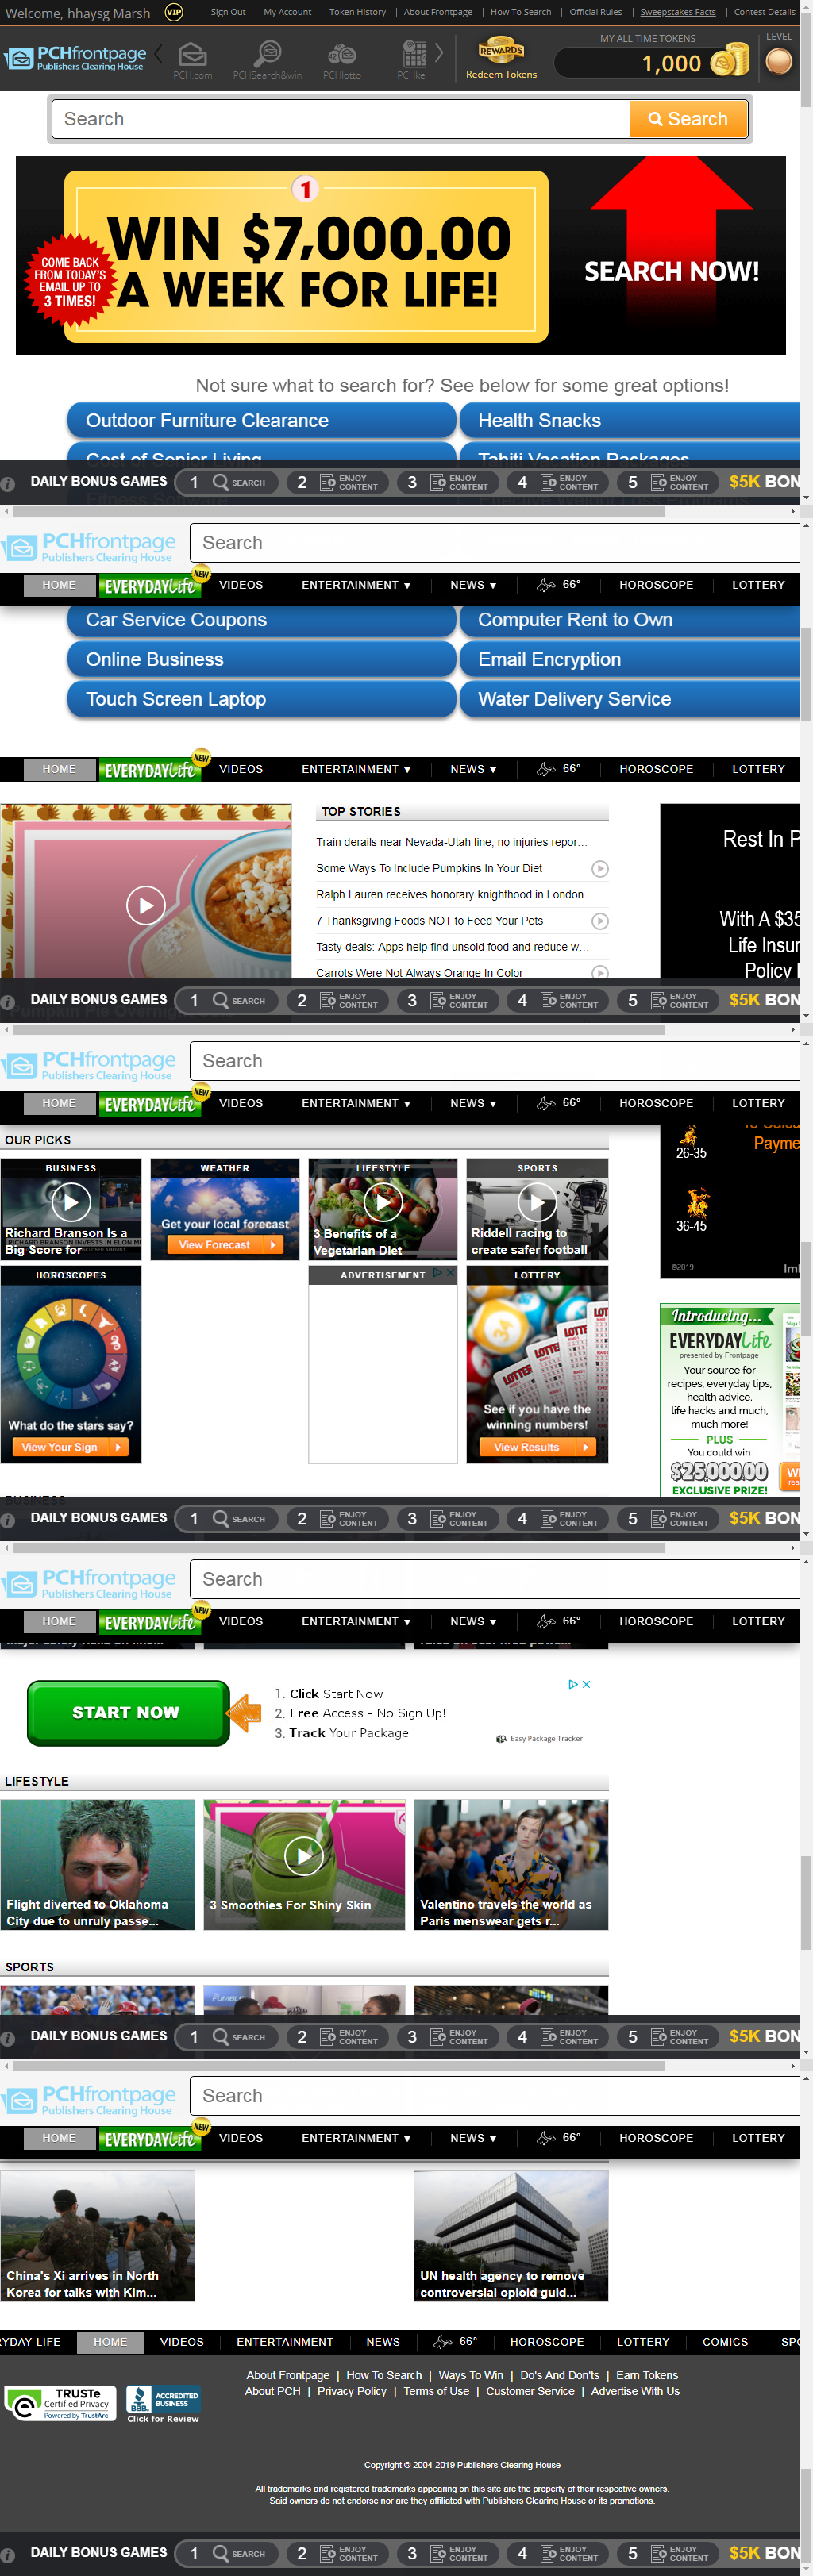 Welcome, hhaysg Marsh VIP Sign Out | My Account | Token History | About Frontpage | How To Search | Official Rules | Sweepstakes Facts | Contest Details
PCHfrontpage
Publishers Clearing House
PCH.com PCHSearch&win PCHlotto PCHke
REWARDS
Redeem Tokens
MY ALL TIME TOKENS
1,000
LEVEL
Search Search
1
WIN $7,000.00
A WEEK FOR LIFE!
COME BACK
FROM TODAY'S
EMAIL UP TO
3 TIMES!
SEARCH NOW!
Not sure what to search for? See below for some great options!
Outdoor Furniture Clearance Health Snacks
Cost of Senior Living Tahiti Vacation Packages
DAILY BONUS GAMES 1 SEARCH 2 ENJOY CONTENT 3 ENJOY CONTENT 4 ENJOY CONTENT 5 ENJOY CONTENT $5K BON
PCHfrontpage
Publishers Clearing House
Search
HOME EVERYDAYLife NEW VIDEOS ENTERTAINMENT ▼ NEWS ▼ 66° HOROSCOPE LOTTERY
Car Service Coupons Computer Rent to Own
Online Business Email Encryption
Touch Screen Laptop Water Delivery Service
HOME EVERYDAYLife NEW VIDEOS ENTERTAINMENT ▼ NEWS ▼ 66° HOROSCOPE LOTTERY
TOP STORIES
Train derails near Nevada-Utah line; no injuries repor...
Some Ways To Include Pumpkins In Your Diet
Ralph Lauren receives honorary knighthood in London
7 Thanksgiving Foods NOT to Feed Your Pets
Tasty deals: Apps help find unsold food and reduce w...
Carrots Were Not Always Orange In Color
Rest In P
With A $35
Life Insur
Policy
DAILY BONUS GAMES 1 SEARCH 2 ENJOY CONTENT 3 ENJOY CONTENT 4 ENJOY CONTENT 5 ENJOY CONTENT $5K BON
PCHfrontpage
Publishers Clearing House
Search
HOME EVERYDAYLife NEW VIDEOS ENTERTAINMENT ▼ NEWS ▼ 66° HOROSCOPE LOTTERY
OUR PICKS
BUSINESS
Richard Branson Is a
Big Score for
WEATHER
Get your local forecast
View Forecast
LIFESTYLE
3 Benefits of a
Vegetarian Diet
SPORTS
Riddell racing to
create safer football
26-35
Payme
36-45
©2019
HOROSCOPES
What do the stars say?
View Your Sign
ADVERTISEMENT
LOTTERY
See if you have the
winning numbers!
View Results
Introducing...
EVERYDAYLife
presented by Frontpage
Your source for
recipes, everyday tips,
health advice,
life hacks and much,
much more!
PLUS
You could win
$25,000.00
EXCLUSIVE PRIZE!
DAILY BONUS GAMES 1 SEARCH 2 ENJOY CONTENT 3 ENJOY CONTENT 4 ENJOY CONTENT 5 ENJOY CONTENT $5K BON
PCHfrontpage
Publishers Clearing House
Search
HOME EVERYDAYLife NEW VIDEOS ENTERTAINMENT ▼ NEWS ▼ 66° HOROSCOPE LOTTERY
START NOW
1. Click Start Now
2. Free Access - No Sign Up!
3. Track Your Package
Easy Package Tracker
LIFESTYLE
Flight diverted to Oklahoma
City due to unruly passe...
3 Smoothies For Shiny Skin
Valentino travels the world as
Paris menswear gets r...
SPORTS
DAILY BONUS GAMES 1 SEARCH 2 ENJOY CONTENT 3 ENJOY CONTENT 4 ENJOY CONTENT 5 ENJOY CONTENT $5K BON
PCHfrontpage
Publishers Clearing House
Search
HOME EVERYDAYLife NEW VIDEOS ENTERTAINMENT ▼ NEWS ▼ 66° HOROSCOPE LOTTERY
China's Xi arrives in North
Korea for talks with Kim...
UN health agency to remove
controversial opioid guid...
YDAY LIFE HOME VIDEOS ENTERTAINMENT NEWS 66° HOROSCOPE LOTTERY COMICS SPO
About Frontpage | How To Search | Ways To Win | Do's And Don'ts | Earn Tokens
About PCH | Privacy Policy | Terms of Use | Customer Service | Advertise With Us
TRUSTe
Certified Privacy
Powered by TrustArc
BBB ACCREDITED BUSINESS
Click for Review
Copyright © 2004-2019 Publishers Clearing House
All trademarks and registered trademarks appearing on this site are the property of their respective owners.
Said owners do not endorse nor are they affiliated with Publishers Clearing House or its promotions.
DAILY BONUS GAMES 1 SEARCH 2 ENJOY CONTENT 3 ENJOY CONTENT 4 ENJOY CONTENT 5 ENJOY CONTENT $5K BON